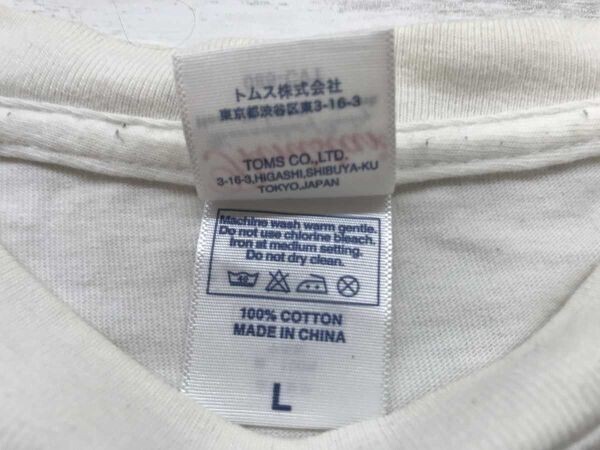 トムス株式会社
東京都渋谷区東3-16-3
TOMS CO.,LTD.
3-16-3,HIGASHI,SHIBUYA-KU
TOKYO,JAPAN
Machine wash warm gentle.
Do not use chlorine bleach.
Iron at medium setting.
Do not dry clean.
40
100% COTTON
MADE IN CHINA
L